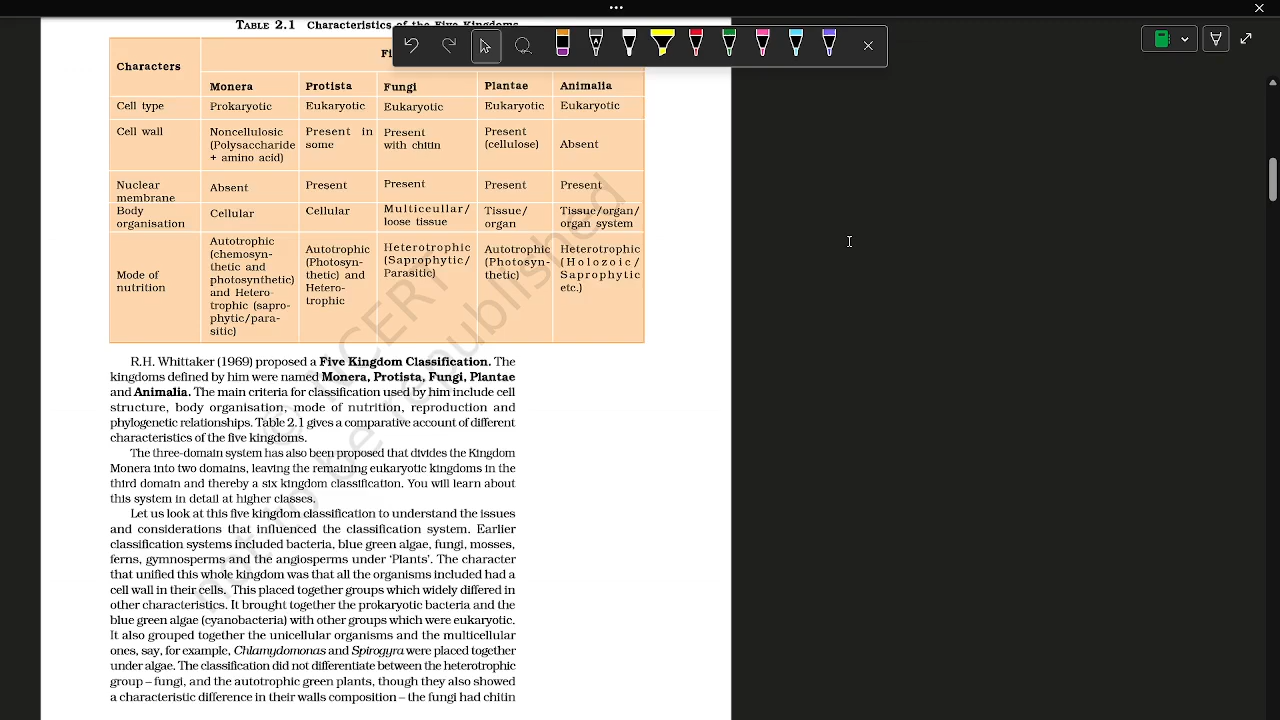 TABLE 2.1 Characteristics of the Five Kingdoms
Characters
Fi
Monera Protista Fungi Plantae Animalia
Cell type Prokaryotic Eukaryotic Eukaryotic Eukaryotic Eukaryotic
Cell wall Noncellulosic (Polysaccharide + amino acid) Present in some Present with chitin Present (cellulose) Absent
Nuclear membrane Absent Present Present Present Present
Body organisation Cellular Cellular Multiceullar/ loose tissue Tissue/ organ Tissue/organ/ organ system
Mode of nutrition Autotrophic (chemosyn- thetic and photosynthetic) and Hetero- trophic (sapro- phytic/para- sitic) Autotrophic (Photosyn- thetic) and Hetero- trophic Heterotrophic (Saprophytic/ Parasitic) Autotrophic (Photosyn- thetic) Heterotrophic (Holozoic/ Saprophytic etc.)
R.H. Whittaker (1969) proposed a Five Kingdom Classification. The
kingdoms defined by him were named Monera, Protista, Fungi, Plantae
and Animalia. The main criteria for classification used by him include cell
structure, body organisation, mode of nutrition, reproduction and
phylogenetic relationships. Table 2.1 gives a comparative account of different
characteristics of the five kingdoms.
The three-domain system has also been proposed that divides the Kingdom
Monera into two domains, leaving the remaining eukaryotic kingdoms in the
third domain and thereby a six kingdom classification. You will learn about
this system in detail at higher classes.
Let us look at this five kingdom classification to understand the issues
and considerations that influenced the classification system. Earlier
classification systems included bacteria, blue green algae, fungi, mosses,
ferns, gymnosperms and the angiosperms under ‘Plants’. The character
that unified this whole kingdom was that all the organisms included had a
cell wall in their cells. This placed together groups which widely differed in
other characteristics. It brought together the prokaryotic bacteria and the
blue green algae (cyanobacteria) with other groups which were eukaryotic.
It also grouped together the unicellular organisms and the multicellular
ones, say, for example, Chlamydomonas and Spirogyra were placed together
under algae. The classification did not differentiate between the heterotrophic
group – fungi, and the autotrophic green plants, though they also showed
a characteristic difference in their walls composition – the fungi had chitin
© NCERT
not to be republished